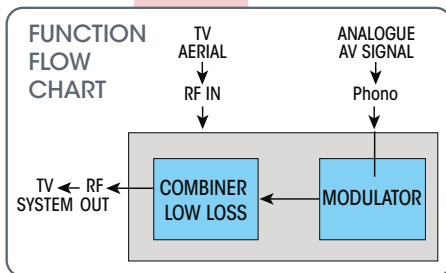 FUNCTION
FLOW
CHART
TV
AERIAL
RF IN
ANALOGUE
AV SIGNAL
Phono
TV RF
SYSTEM OUT
COMBINER
LOW LOSS
MODULATOR